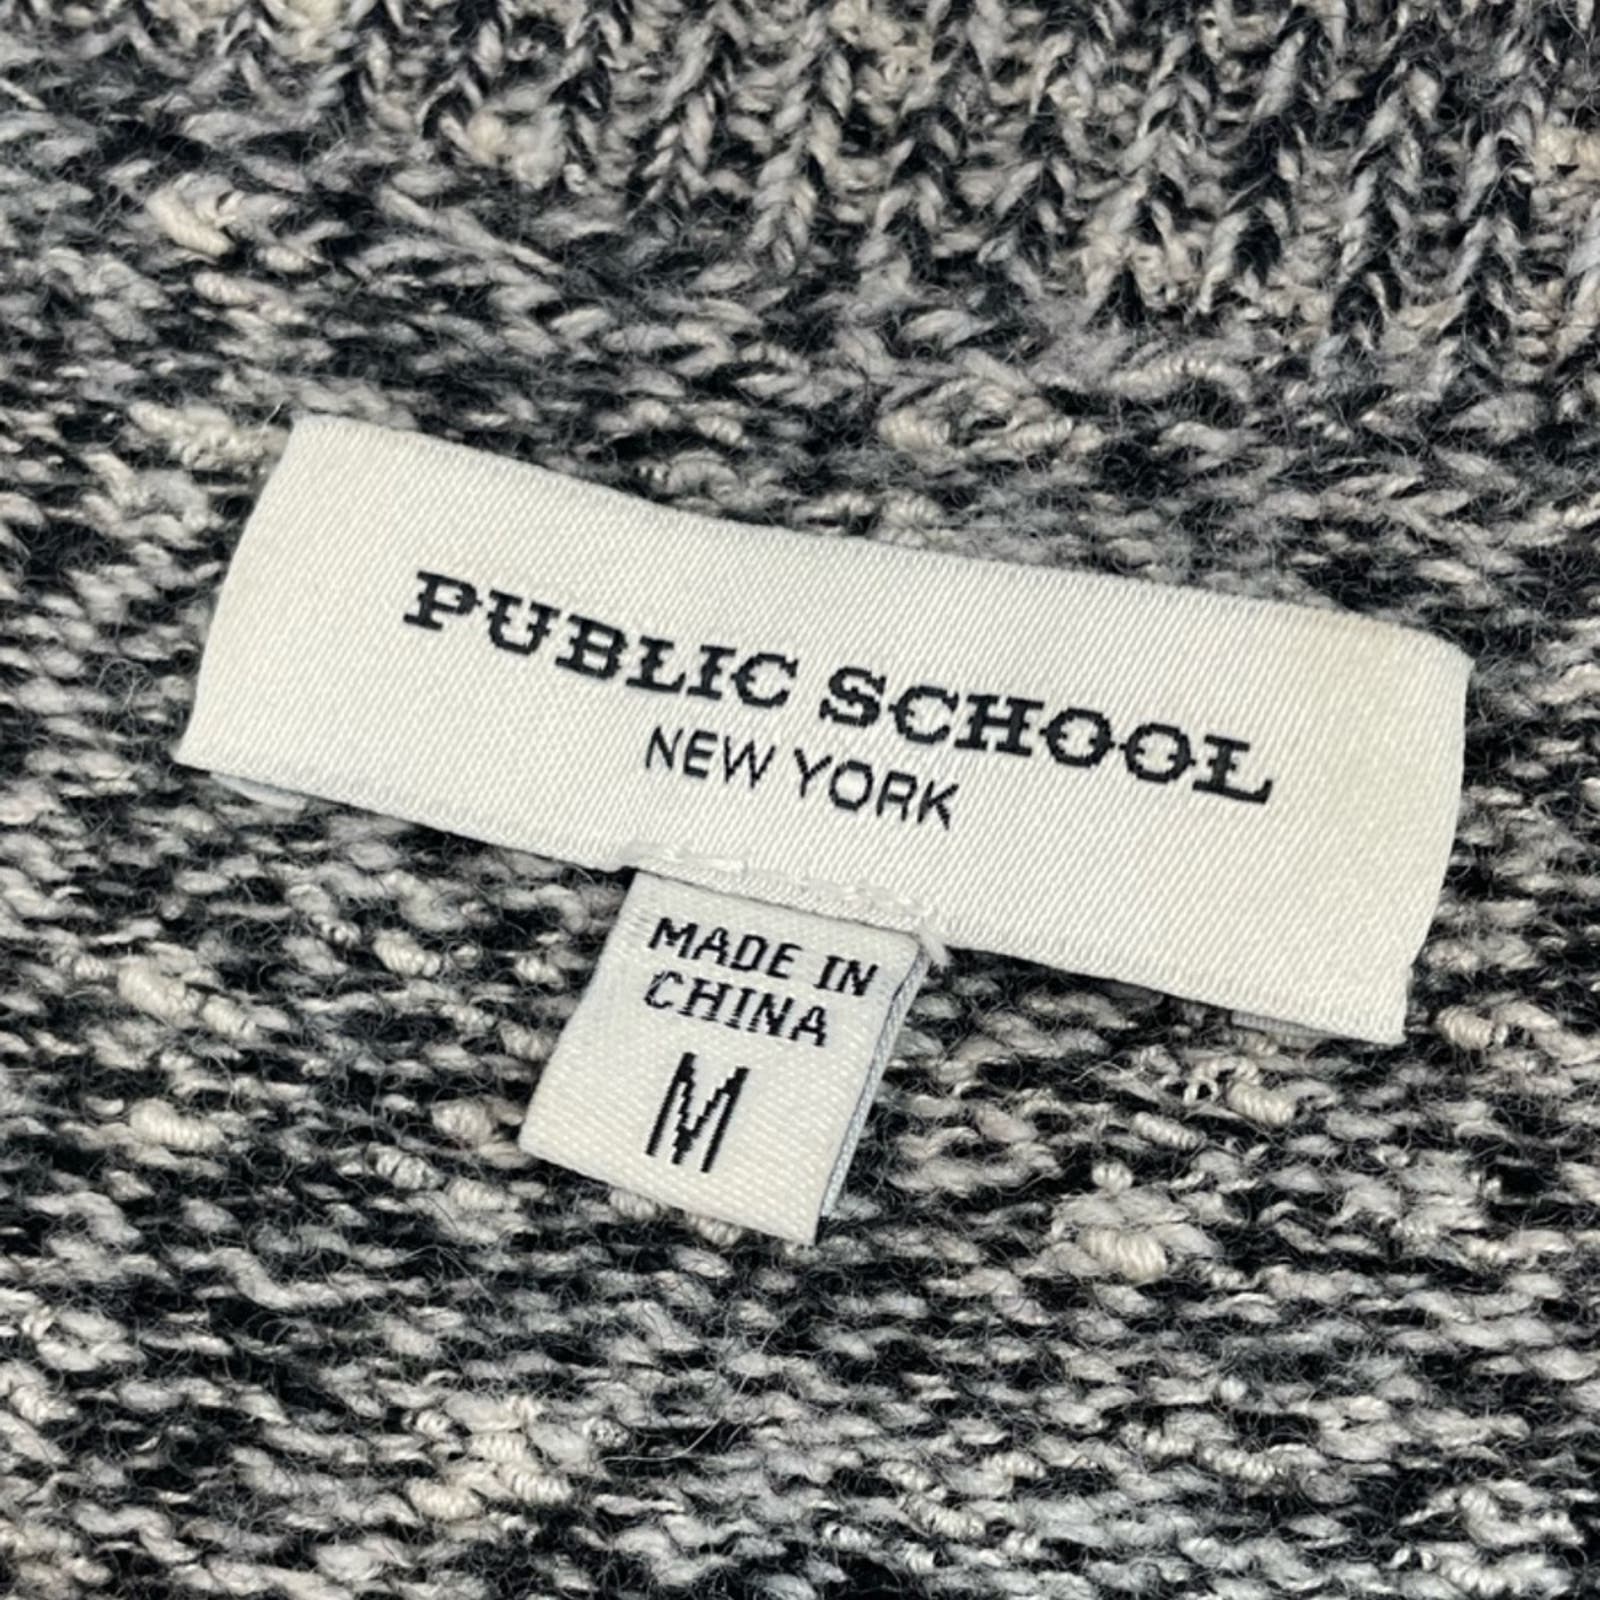 PUBLIC SCHOOL
NEW YORK
MADE IN
CHINA
M